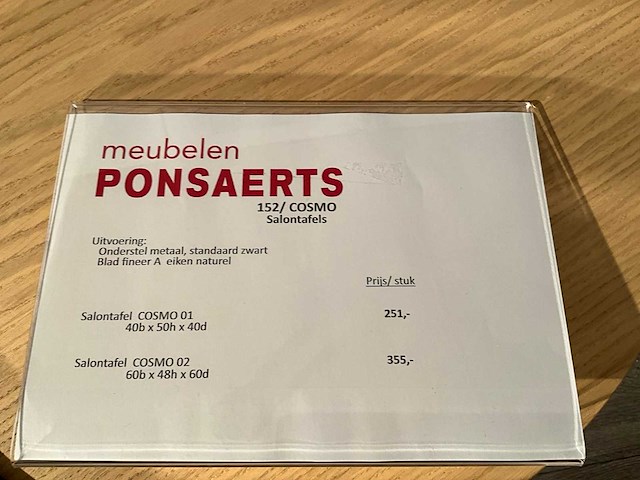 meubelen
PONSAERTS
152/ COSMO
Salontafels
Uitvoering:
Onderstel metaal, standaard zwart
Blad fineer A eiken naturel
Prijs/ stuk
Salontafel COSMO 01 251,-
40b x 50h x 40d
Salontafel COSMO 02 355,-
60b x 48h x 60d